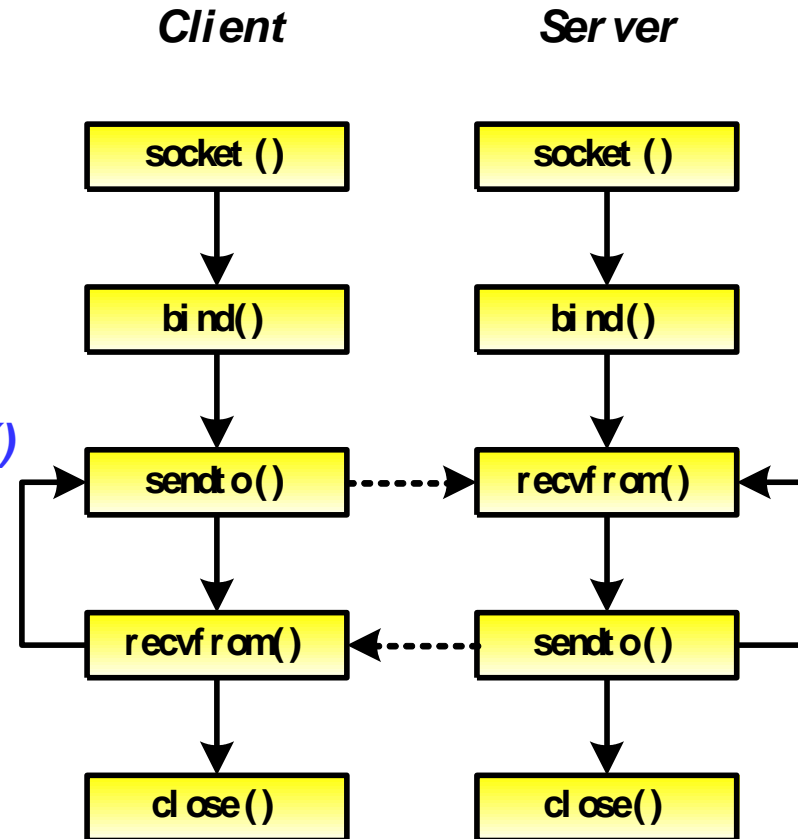 Client Server
socket () socket ()
bind() bind()
()
sendto() recvfrom()
recvfrom() sendto()
close() close()